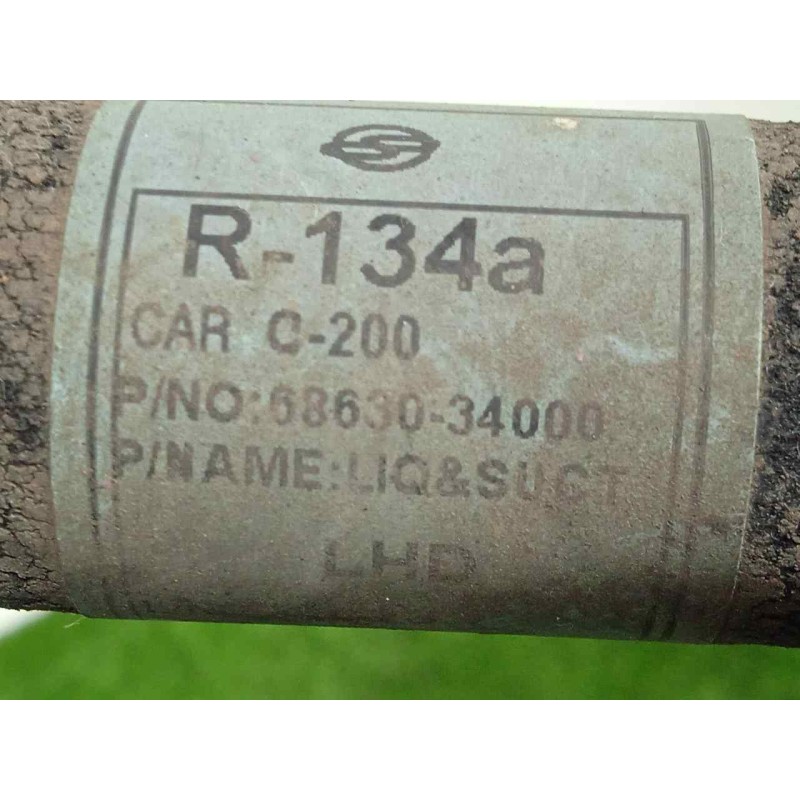 R-134a
CAR C-200
P/NO:68630-34000
P/NAME:LIQ&SUCT
LHD